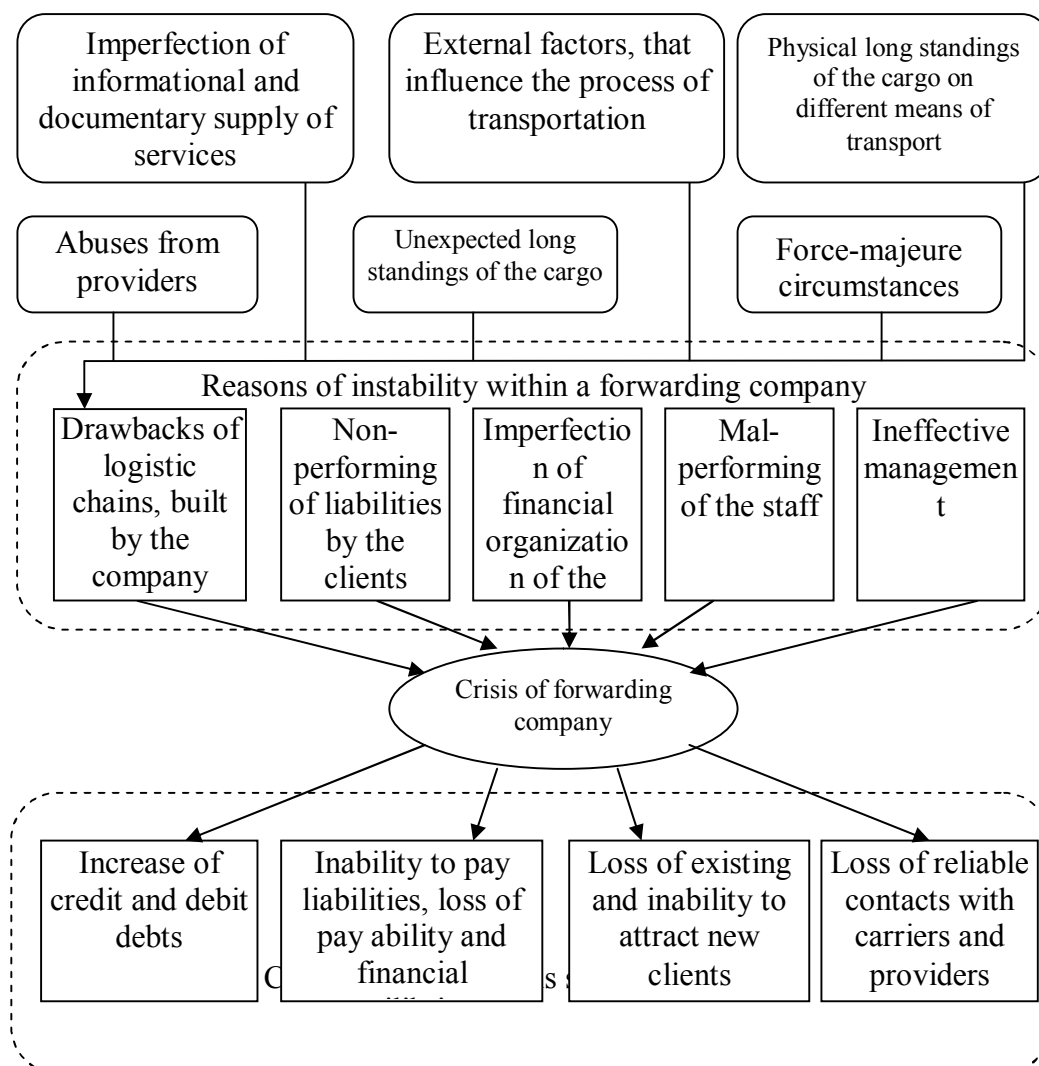 Imperfection of
informational and
documentary supply of
services
External factors, that
influence the process of
transportation
Physical long standings
of the cargo on
different means of
transport
Abuses from
providers
Unexpected long
standings of the cargo
Force-majeure
circumstances
Reasons of instability within a forwarding company
Drawbacks of
logistic
chains, built
by the
company
Non-
performing
of liabilities
by the
clients
Imperfectio
n of
financial
organizatio
n of the
Mal-
performing
of the staff
Ineffective
managemen
t
Crisis of forwarding
company
Increase of
credit and debit
debts
Inability to pay
liabilities, loss of
pay ability and
financial
Loss of existing
and inability to
attract new
clients
Loss of reliable
contacts with
carriers and
providers